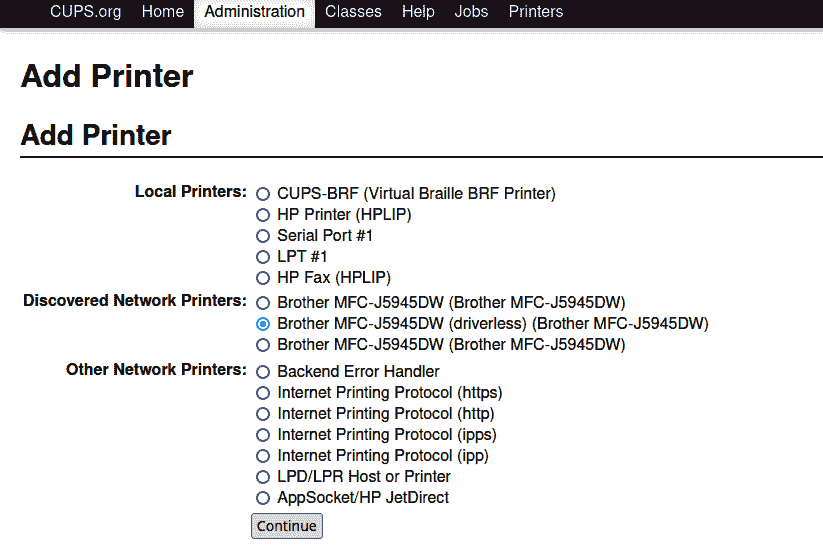 CUPS.org Home Administration Classes Help Jobs Printers
Add Printer
Add Printer
Local Printers: CUPS-BRF (Virtual Braille BRF Printer)
HP Printer (HPLIP)
Serial Port #1
LPT #1
HP Fax (HPLIP)
Discovered Network Printers: Brother MFC-J5945DW (Brother MFC-J5945DW)
Brother MFC-J5945DW (driverless) (Brother MFC-J5945DW)
Brother MFC-J5945DW (Brother MFC-J5945DW)
Other Network Printers: Backend Error Handler
Internet Printing Protocol (https)
Internet Printing Protocol (http)
Internet Printing Protocol (ipps)
Internet Printing Protocol (ipp)
LPD/LPR Host or Printer
AppSocket/HP JetDirect
Continue